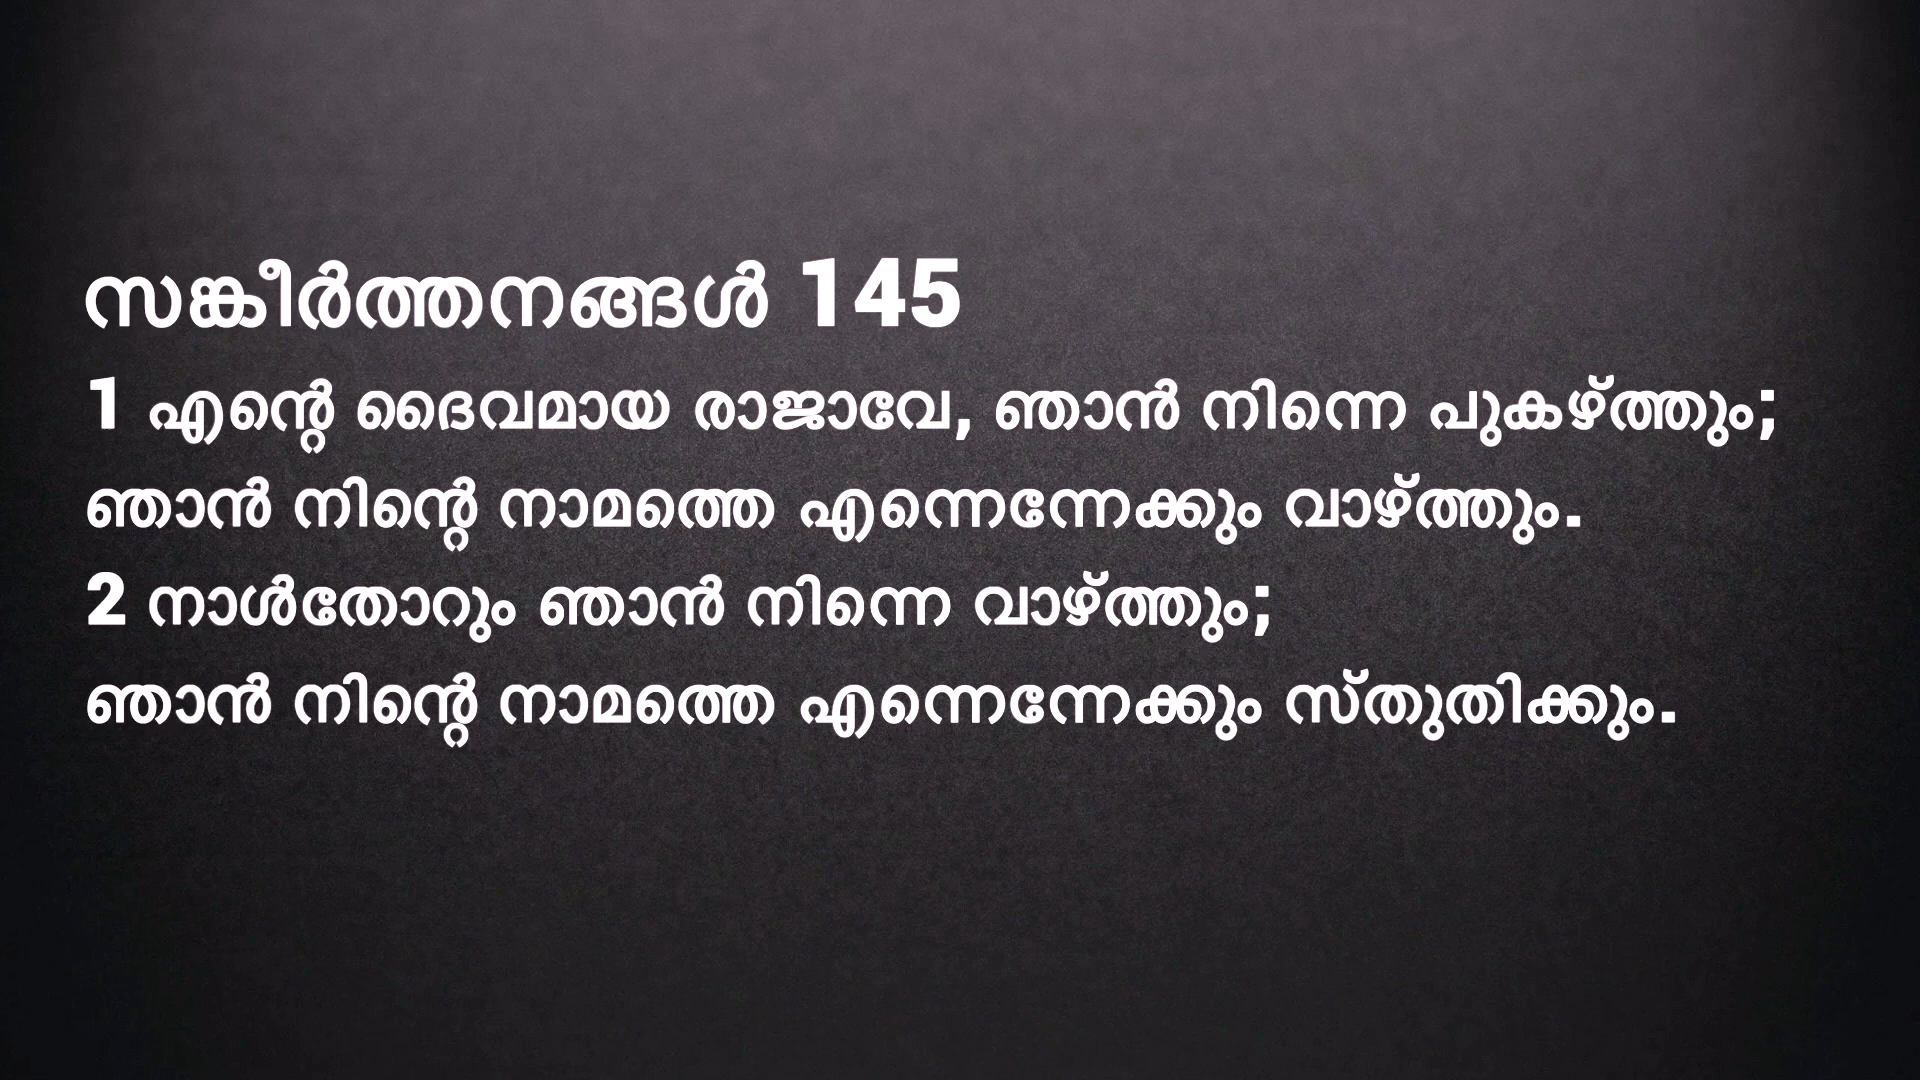 സങ്കീർത്തനങ്ങൾ 145
1 എന്റെ ദൈവമായ രാജാവേ, ഞാൻ നിന്നെ പുകഴ്ത്തും;
ഞാൻ നിന്റെ നാമത്തെ എന്നെന്നേക്കും വാഴ്ത്തും.
2 നാൾതോറും ഞാൻ നിന്നെ വാഴ്ത്തും;
ഞാൻ നിന്റെ നാമത്തെ എന്നെന്നേക്കും സ്തുതിക്കും.